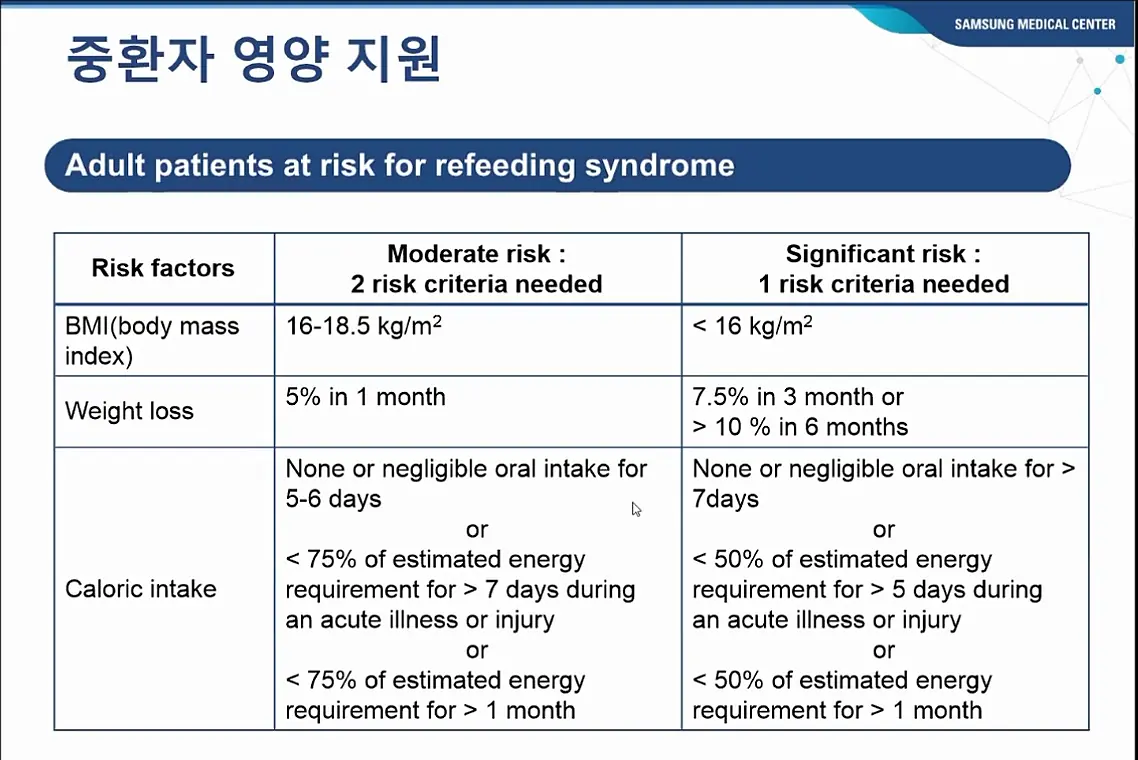 SAMSUNG MEDICAL CENTER
중환자 영양 지원
Adult patients at risk for refeeding syndrome
Risk factors
Moderate risk :
2 risk criteria needed
Significant risk :
1 risk criteria needed
BMI(body mass
index)
16-18.5 kg/m²
< 16 kg/m²
Weight loss
5% in 1 month
7.5% in 3 month or
> 10 % in 6 months
Caloric intake
None or negligible oral intake for
5-6 days
or
< 75% of estimated energy
requirement for > 7 days during
an acute illness or injury
or
< 75% of estimated energy
requirement for > 1 month
None or negligible oral intake for >
7days
or
< 50% of estimated energy
requirement for > 5 days during
an acute illness or injury
or
< 50% of estimated energy
requirement for > 1 month